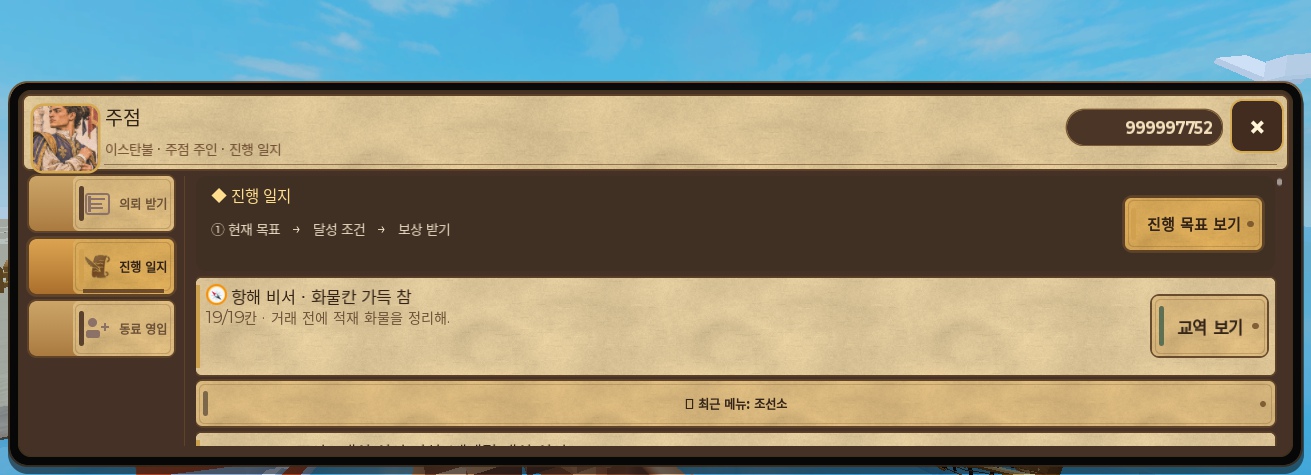 주점
이스탄불 · 주점 주인 · 진행 일지
999997752
×
의뢰 받기
진행 일지
동료 영입
◆ 진행 일지
① 현재 목표 → 달성 조건 → 보상 받기
진행 목표 보기
항해 비서 · 화물칸 가득 참
19/19칸 · 거래 전에 적재 화물을 정리해.
교역 보기
최근 메뉴: 조선소